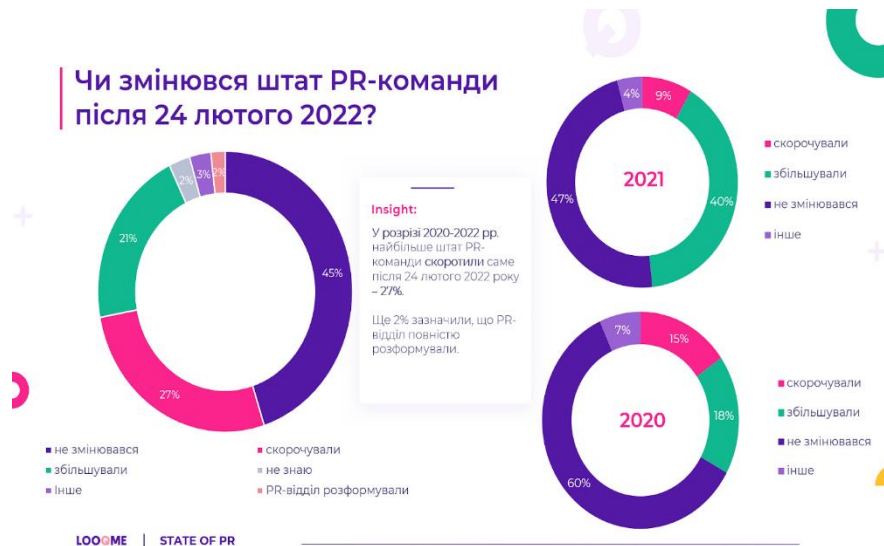 Чи змінювся штат PR-команди
після 24 лютого 2022?
2%
3%
2%
21%
45%
27%
не змінювався
скорочували
збільшували
не знаю
Інше
PR-відділ розформували
Insight:
У розрізі 2020-2022 рр.
найбільше штат PR-
команди скоротили саме
після 24 лютого 2022 року
– 27%.
Ще 2% зазначили, що PR-
відділ повністю
розформували.
4%
9%
2021
47%
40%
скорочували
збільшували
не змінювався
інше
7%
15%
2020
18%
60%
скорочували
збільшували
не змінювався
інше
LOOQME | STATE OF PR